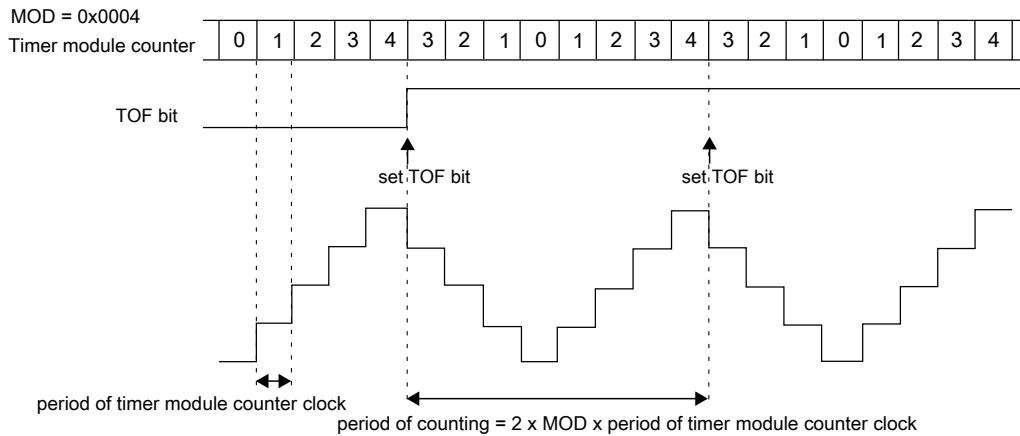 MOD = 0x0004
Timer module counter 0 1 2 3 4 3 2 1 0 1 2 3 4 3 2 1 0 1 2 3 4
TOF bit
set TOF bit set TOF bit
period of timer module counter clock
period of counting = 2 x MOD x period of timer module counter clock